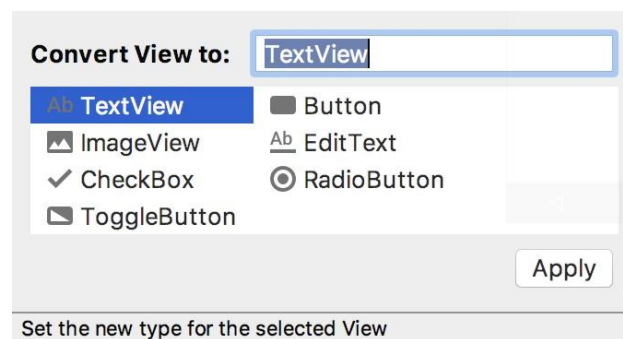 Convert View to: TextView
Ab TextView Button
ImageView Ab EditText
CheckBox RadioButton
ToggleButton
Apply
Set the new type for the selected View